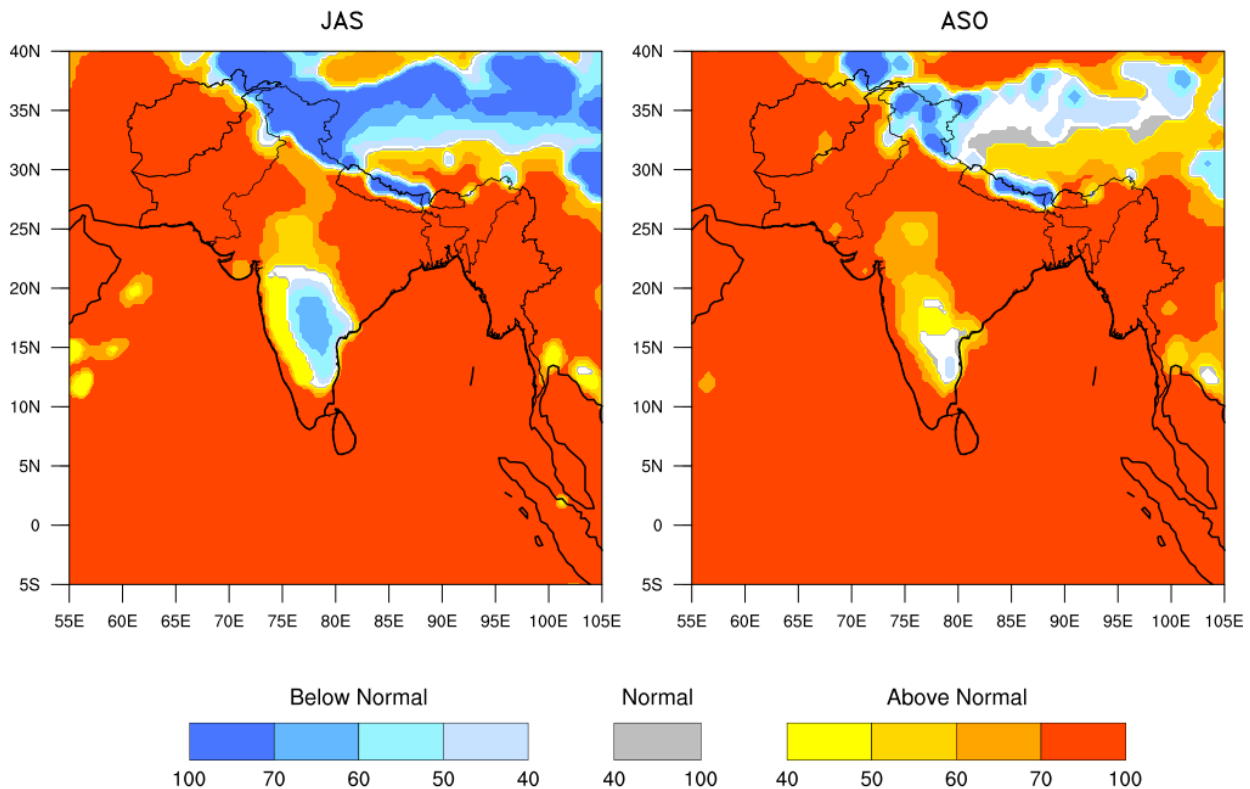 JAS
ASO
40N
35N
30N
25N
20N
15N
10N
5N
0
5S
55E 60E 65E 70E 75E 80E 85E 90E 95E 100E 105E
40N
35N
30N
25N
20N
15N
10N
5N
0
5S
55E 60E 65E 70E 75E 80E 85E 90E 95E 100E 105E
Below Normal
100 70 60 50 40
Normal
40 100
Above Normal
40 50 60 70 100